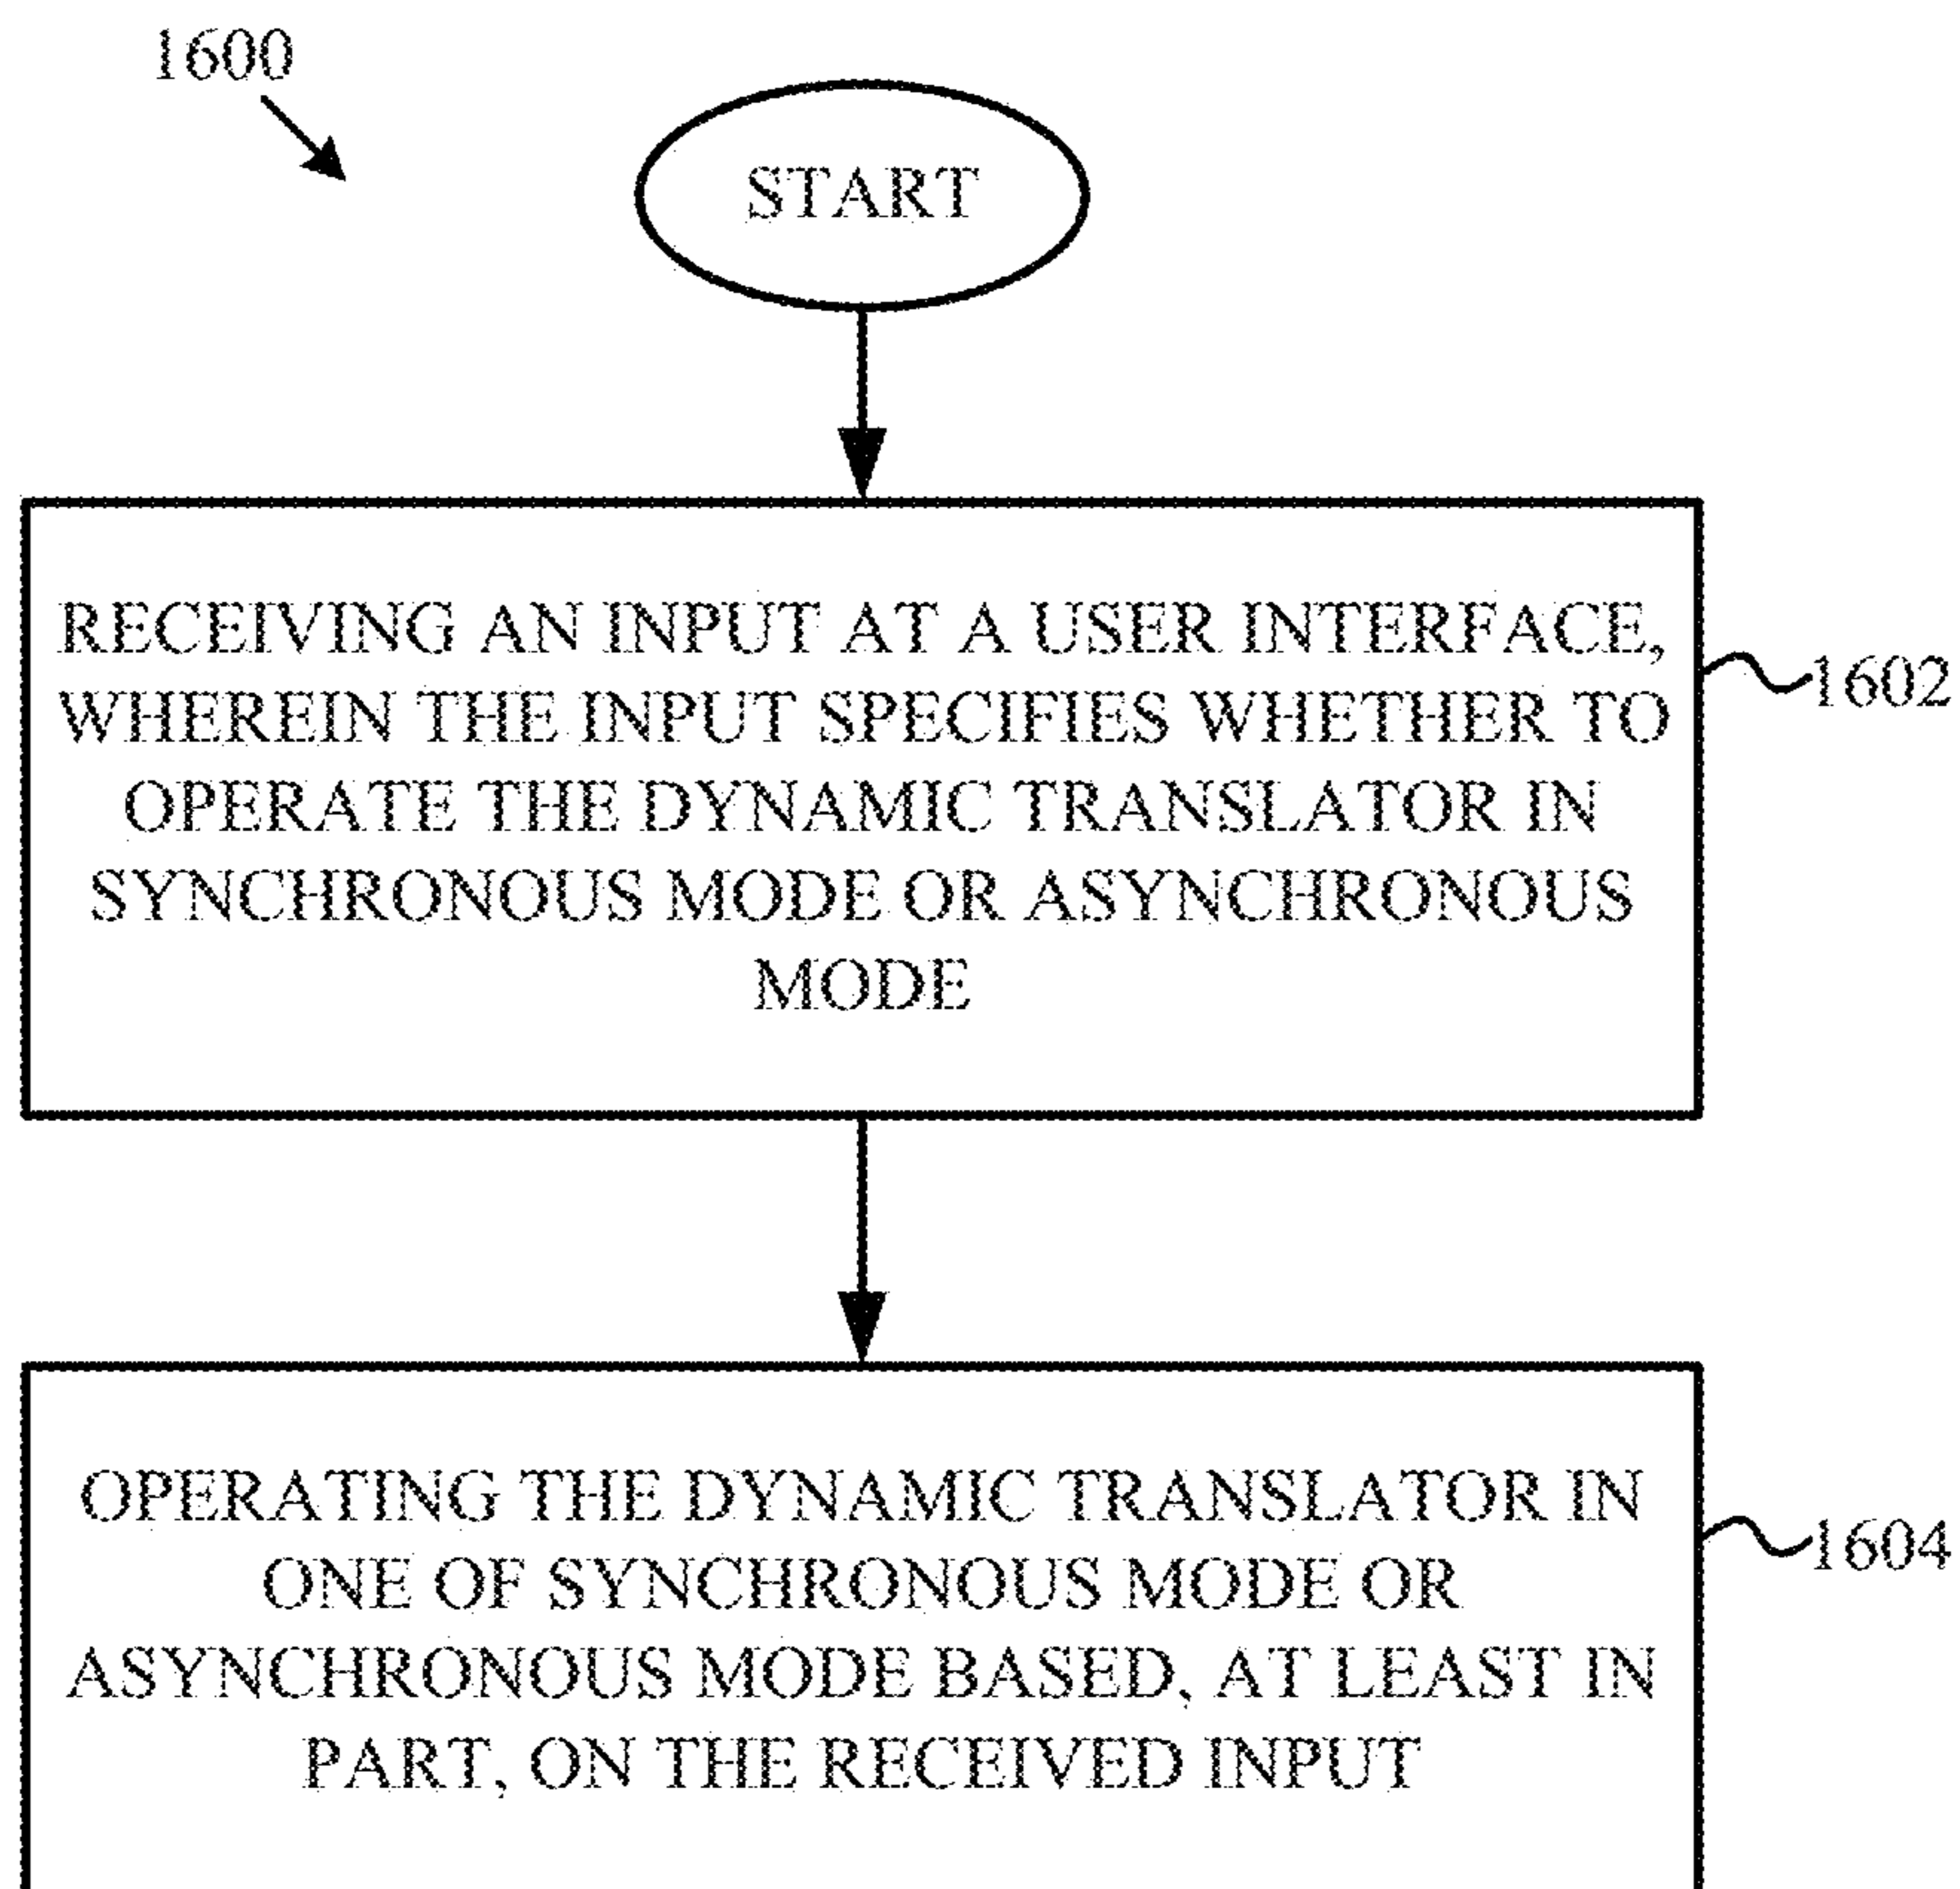 1600
START
RECEIVING AN INPUT AT A USER INTERFACE,
WHEREIN THE INPUT SPECIFIES WHETHER TO
OPERATE THE DYNAMIC TRANSLATOR IN
SYNCHRONOUS MODE OR ASYNCHRONOUS
MODE
1602
OPERATING THE DYNAMIC TRANSLATOR IN
ONE OF SYNCHRONOUS MODE OR
ASYNCHRONOUS MODE BASED, AT LEAST IN
PART, ON THE RECEIVED INPUT
1604